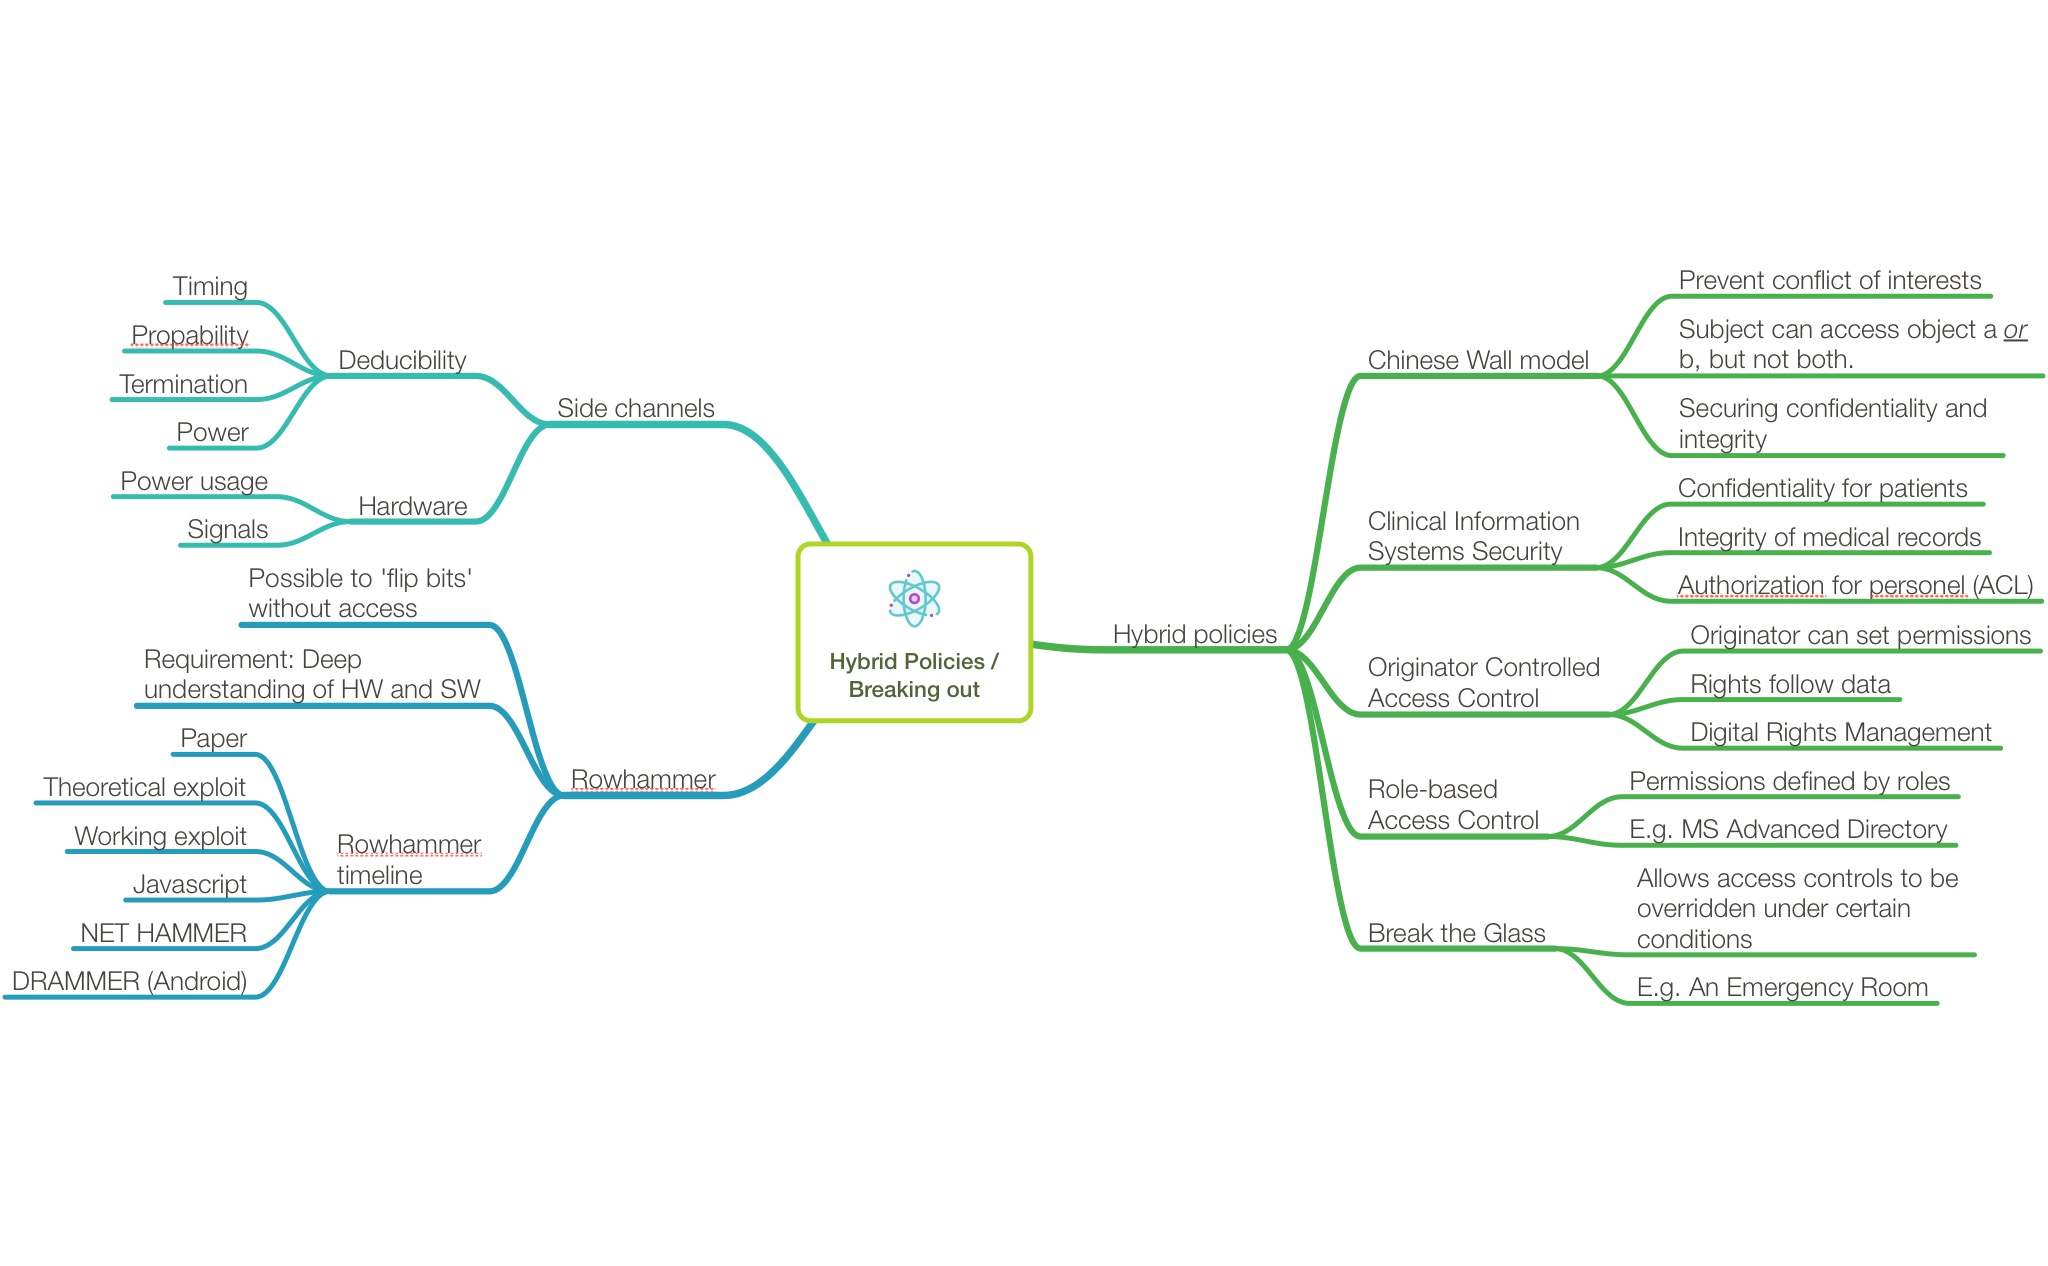 Hybrid Policies /
Breaking out
Side channels
Deducibility
Timing
Propability
Termination
Power
Hardware
Power usage
Signals
Rowhammer
Possible to 'flip bits'
without access
Requirement: Deep
understanding of HW and SW
Rowhammer
timeline
Paper
Theoretical exploit
Working exploit
Javascript
NET HAMMER
DRAMMER (Android)
Hybrid policies
Chinese Wall model
Prevent conflict of interests
Subject can access object a or
b, but not both.
Securing confidentiality and
integrity
Clinical Information
Systems Security
Confidentiality for patients
Integrity of medical records
Authorization for personel (ACL)
Originator Controlled
Access Control
Originator can set permissions
Rights follow data
Digital Rights Management
Role-based
Access Control
Permissions defined by roles
E.g. MS Advanced Directory
Break the Glass
Allows access controls to be
overridden under certain
conditions
E.g. An Emergency Room